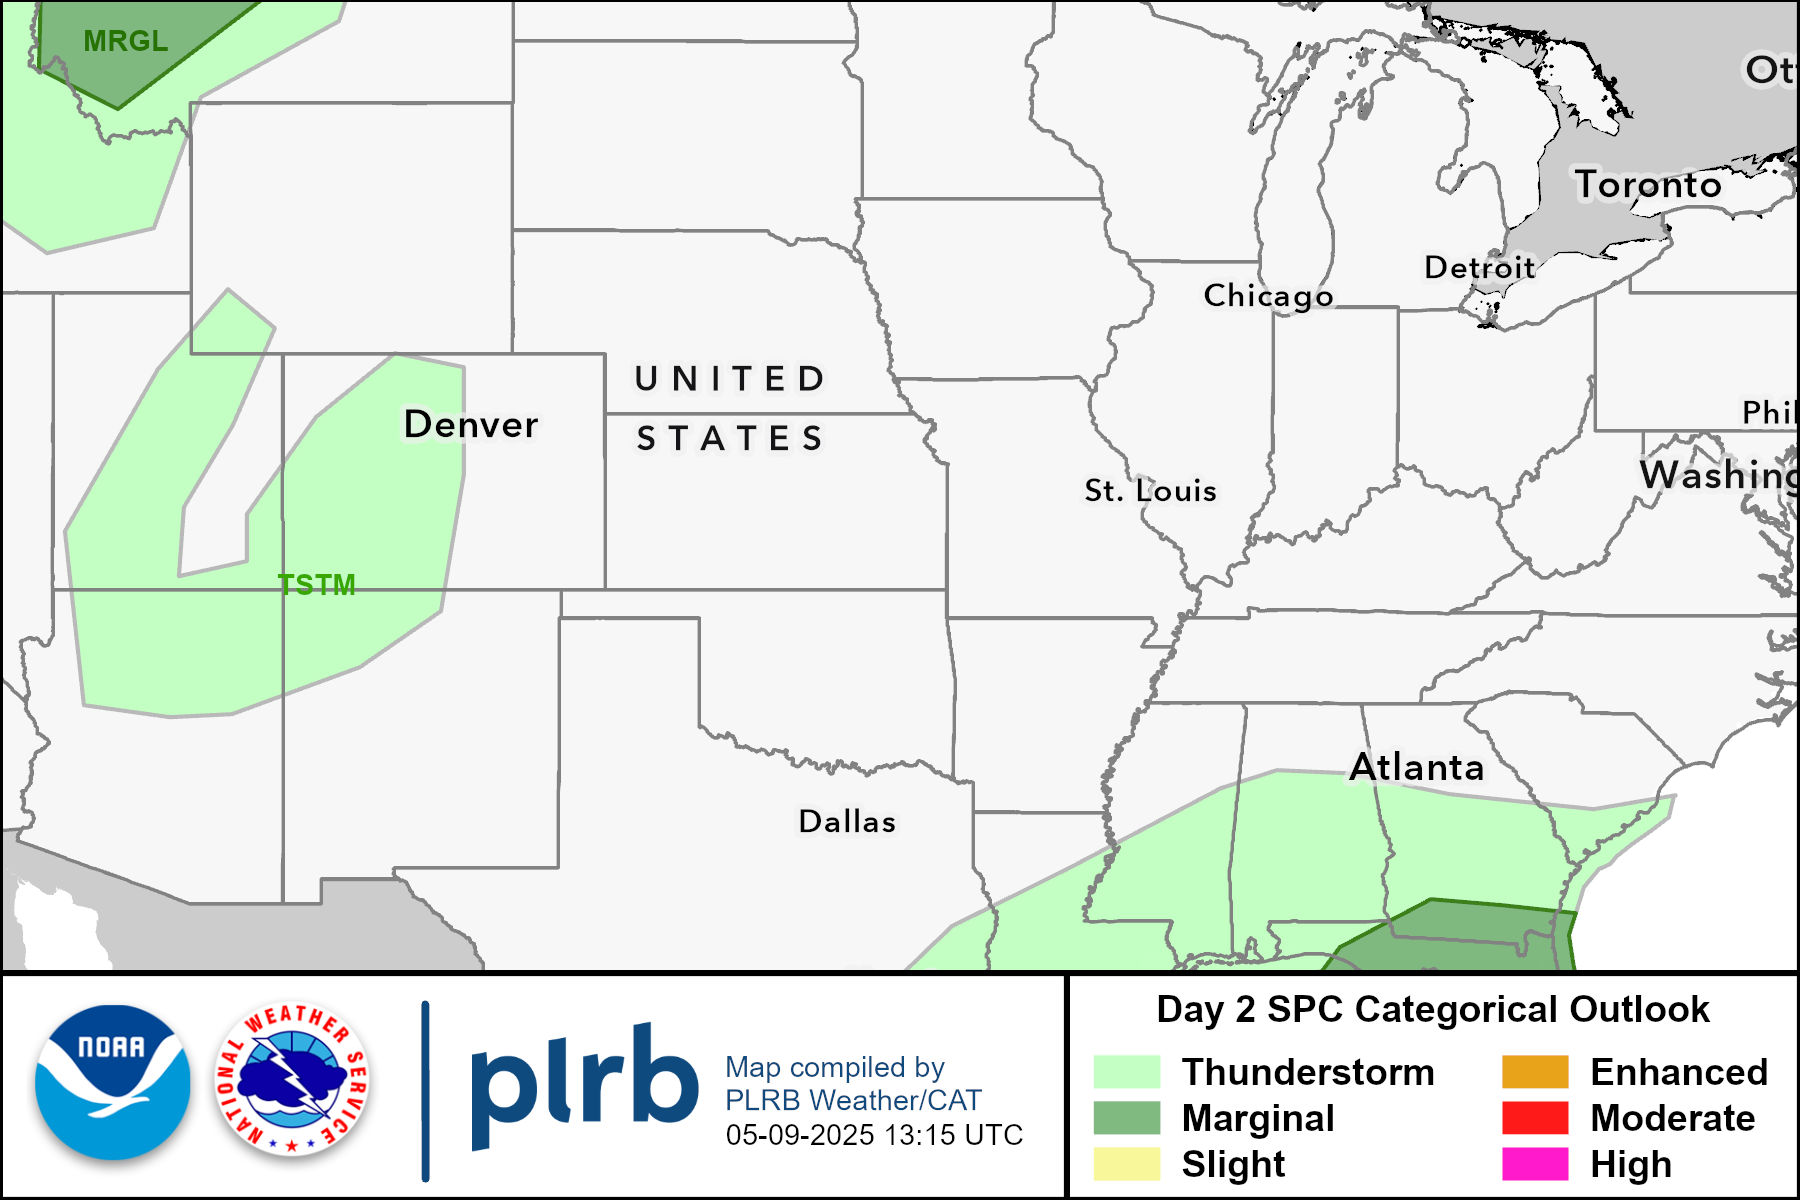 MRGL
Ott
Toronto
Detroit
Chicago
UNITED
STATES
Denver
Phil
Washing
St. Louis
TSTM
Atlanta
Dallas
NOAA
NATIONAL WEATHER SERVICE
plrb
Map compiled by
PLRB Weather/CAT
05-09-2025 13:15 UTC
Day 2 SPC Categorical Outlook
Thunderstorm
Marginal
Slight
Enhanced
Moderate
High